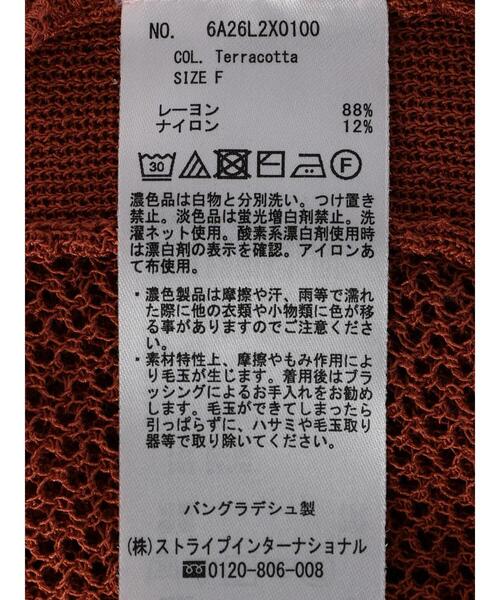 NO. 6A26L2X0100
COL. Terracotta
SIZE F
レーヨン 88%
ナイロン 12%
30 F
濃色品は白物と分別洗い。つけ置き
禁止。淡色品は蛍光増白剤禁止。洗
濯ネット使用。酸素系漂白剤使用時
は漂白剤の表示を確認。アイロンあ
て布使用。
・濃色製品は摩擦や汗、雨等で濡れ
た際に他の衣類や小物類に色が移
る事がありますのでご注意くださ
い。
・素材特性上、摩擦やもみ作用によ
り毛玉が生じます。着用後はブラ
ッシングによるお手入れをお勧め
します。毛玉ができてしまったら
引っぱらずに、ハサミや毛玉取り
器等で取り除いてください。
バングラデシュ製
(株)ストライプインターナショナル
0120-806-008